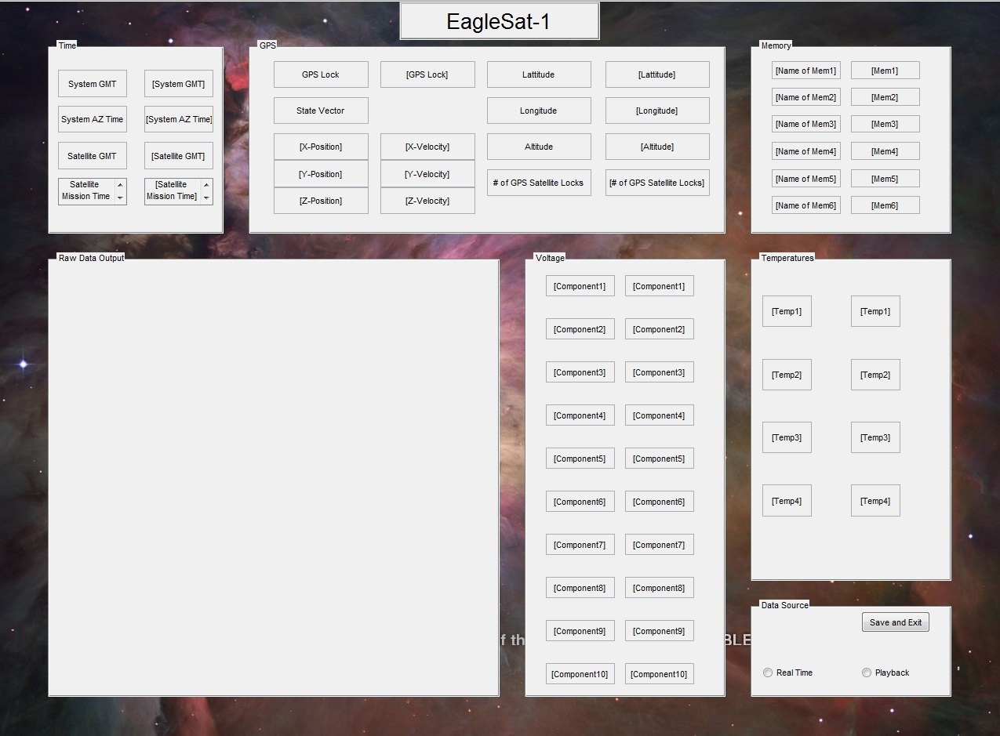 EagleSat-1
Time
System GMT [System GMT]
System AZ Time [System AZ Time]
Satellite GMT [Satellite GMT]
Satellite
Mission Time
[Satellite
Mission Time]
GPS
GPS Lock [GPS Lock] Lattitude [Lattitude]
State Vector Longitude [Longitude]
[X-Position] [X-Velocity] Altitude [Altitude]
[Y-Position] [Y-Velocity] # of GPS Satellite Locks [# of GPS Satellite Locks]
[Z-Position] [Z-Velocity]
Memory
[Name of Mem1] [Mem1]
[Name of Mem2] [Mem2]
[Name of Mem3] [Mem3]
[Name of Mem4] [Mem4]
[Name of Mem5] [Mem5]
[Name of Mem6] [Mem6]
Raw Data Output
Voltage
[Component1] [Component1]
[Component2] [Component2]
[Component3] [Component3]
[Component4] [Component4]
[Component5] [Component5]
[Component6] [Component6]
[Component7] [Component7]
[Component8] [Component8]
[Component9] [Component9]
[Component10] [Component10]
Temperatures
[Temp1] [Temp1]
[Temp2] [Temp2]
[Temp3] [Temp3]
[Temp4] [Temp4]
Data Source
Save and Exit
Real Time Playback